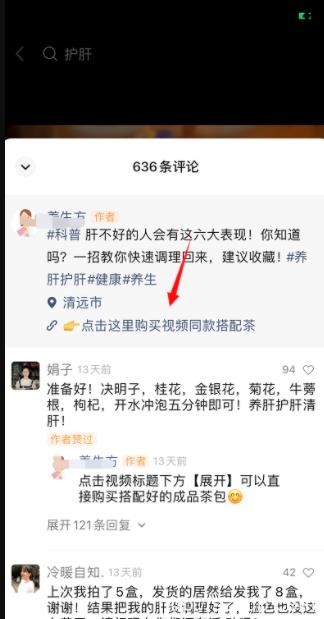 护肝
636条评论
养生方 作者
#科普 肝不好的人会有这六大表现！你知道
吗？一招教你快速调理回来，建议收藏！#养
肝护肝#健康#养生
清远市
👉点击这里购买视频同款搭配茶
娟子 13天前 94
准备好！决明子，桂花，金银花，菊花，牛蒡
根，枸杞，开水冲泡五分钟即可！养肝护肝清
肝！
作者赞过
养生方 作者 13天前
点击视频标题下方【展开】可以直
接购买搭配好的成品茶包😊
展开121条回复
冷暖自知. 13天前 42
上次我拍了5盒，发货的居然给发我了8盒，
谢谢！结果把我的肝调理好了，脸色也没这